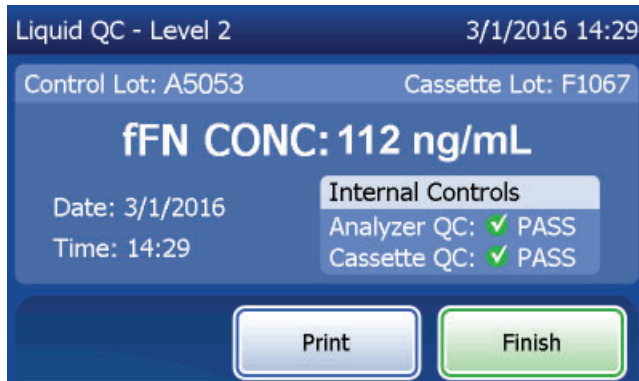 Liquid QC - Level 2 3/1/2016 14:29
Control Lot: A5053 Cassette Lot: F1067
fFN CONC: 112 ng/mL
Date: 3/1/2016
Time: 14:29
Internal Controls
Analyzer QC: PASS
Cassette QC: PASS
Print Finish